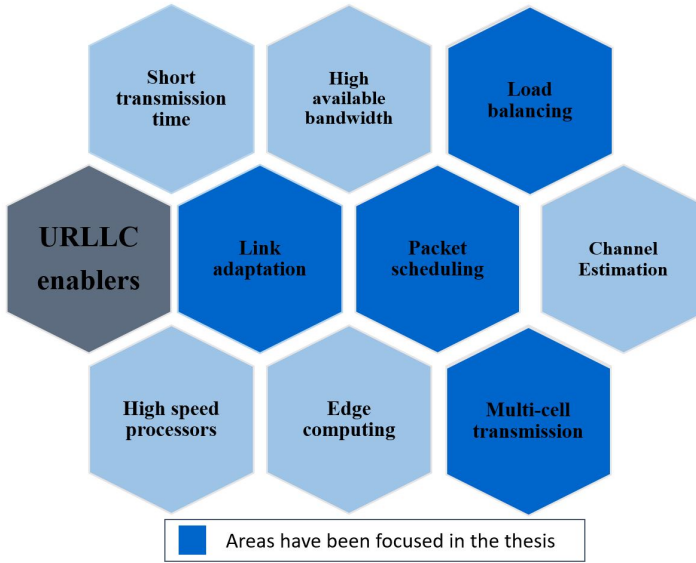 Short
transmission
time
High
available
bandwidth
Load
balancing
URLLC
enablers
Link
adaptation
Packet
scheduling
Channel
Estimation
High speed
processors
Edge
computing
Multi-cell
transmission
Areas have been focused in the thesis